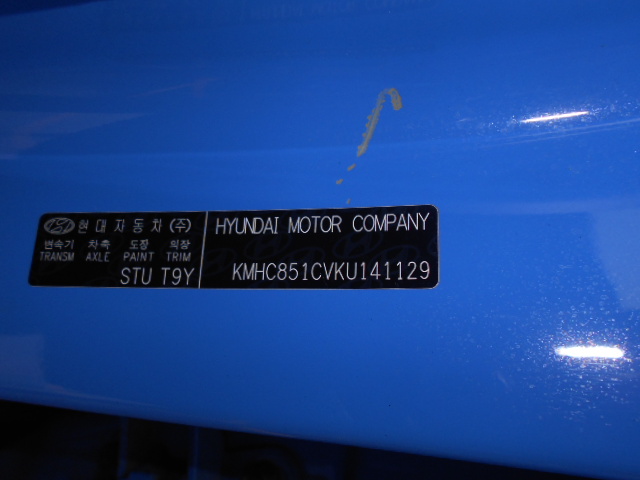 현대자동차(주)
변속기 차축 도장 의장
TRANSM AXLE PAINT TRIM
STU T9Y
HYUNDAI MOTOR COMPANY
KMHC851CVKU141129